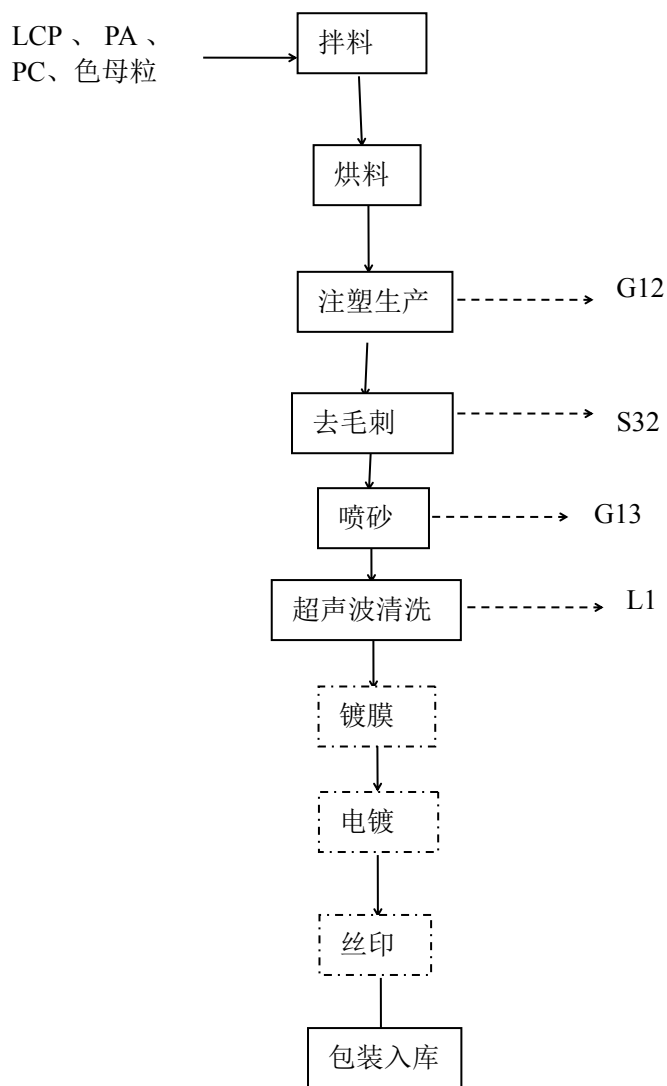 LCP 、 PA 、
PC、色母粒
拌料
烘料
注塑生产
G12
去毛刺
S32
喷砂
G13
超声波清洗
L1
镀膜
电镀
丝印
包装入库